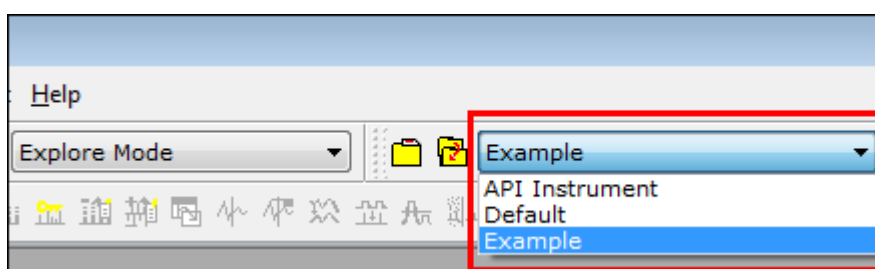 Help
Explore Mode
Example
API Instrument
Default
Example